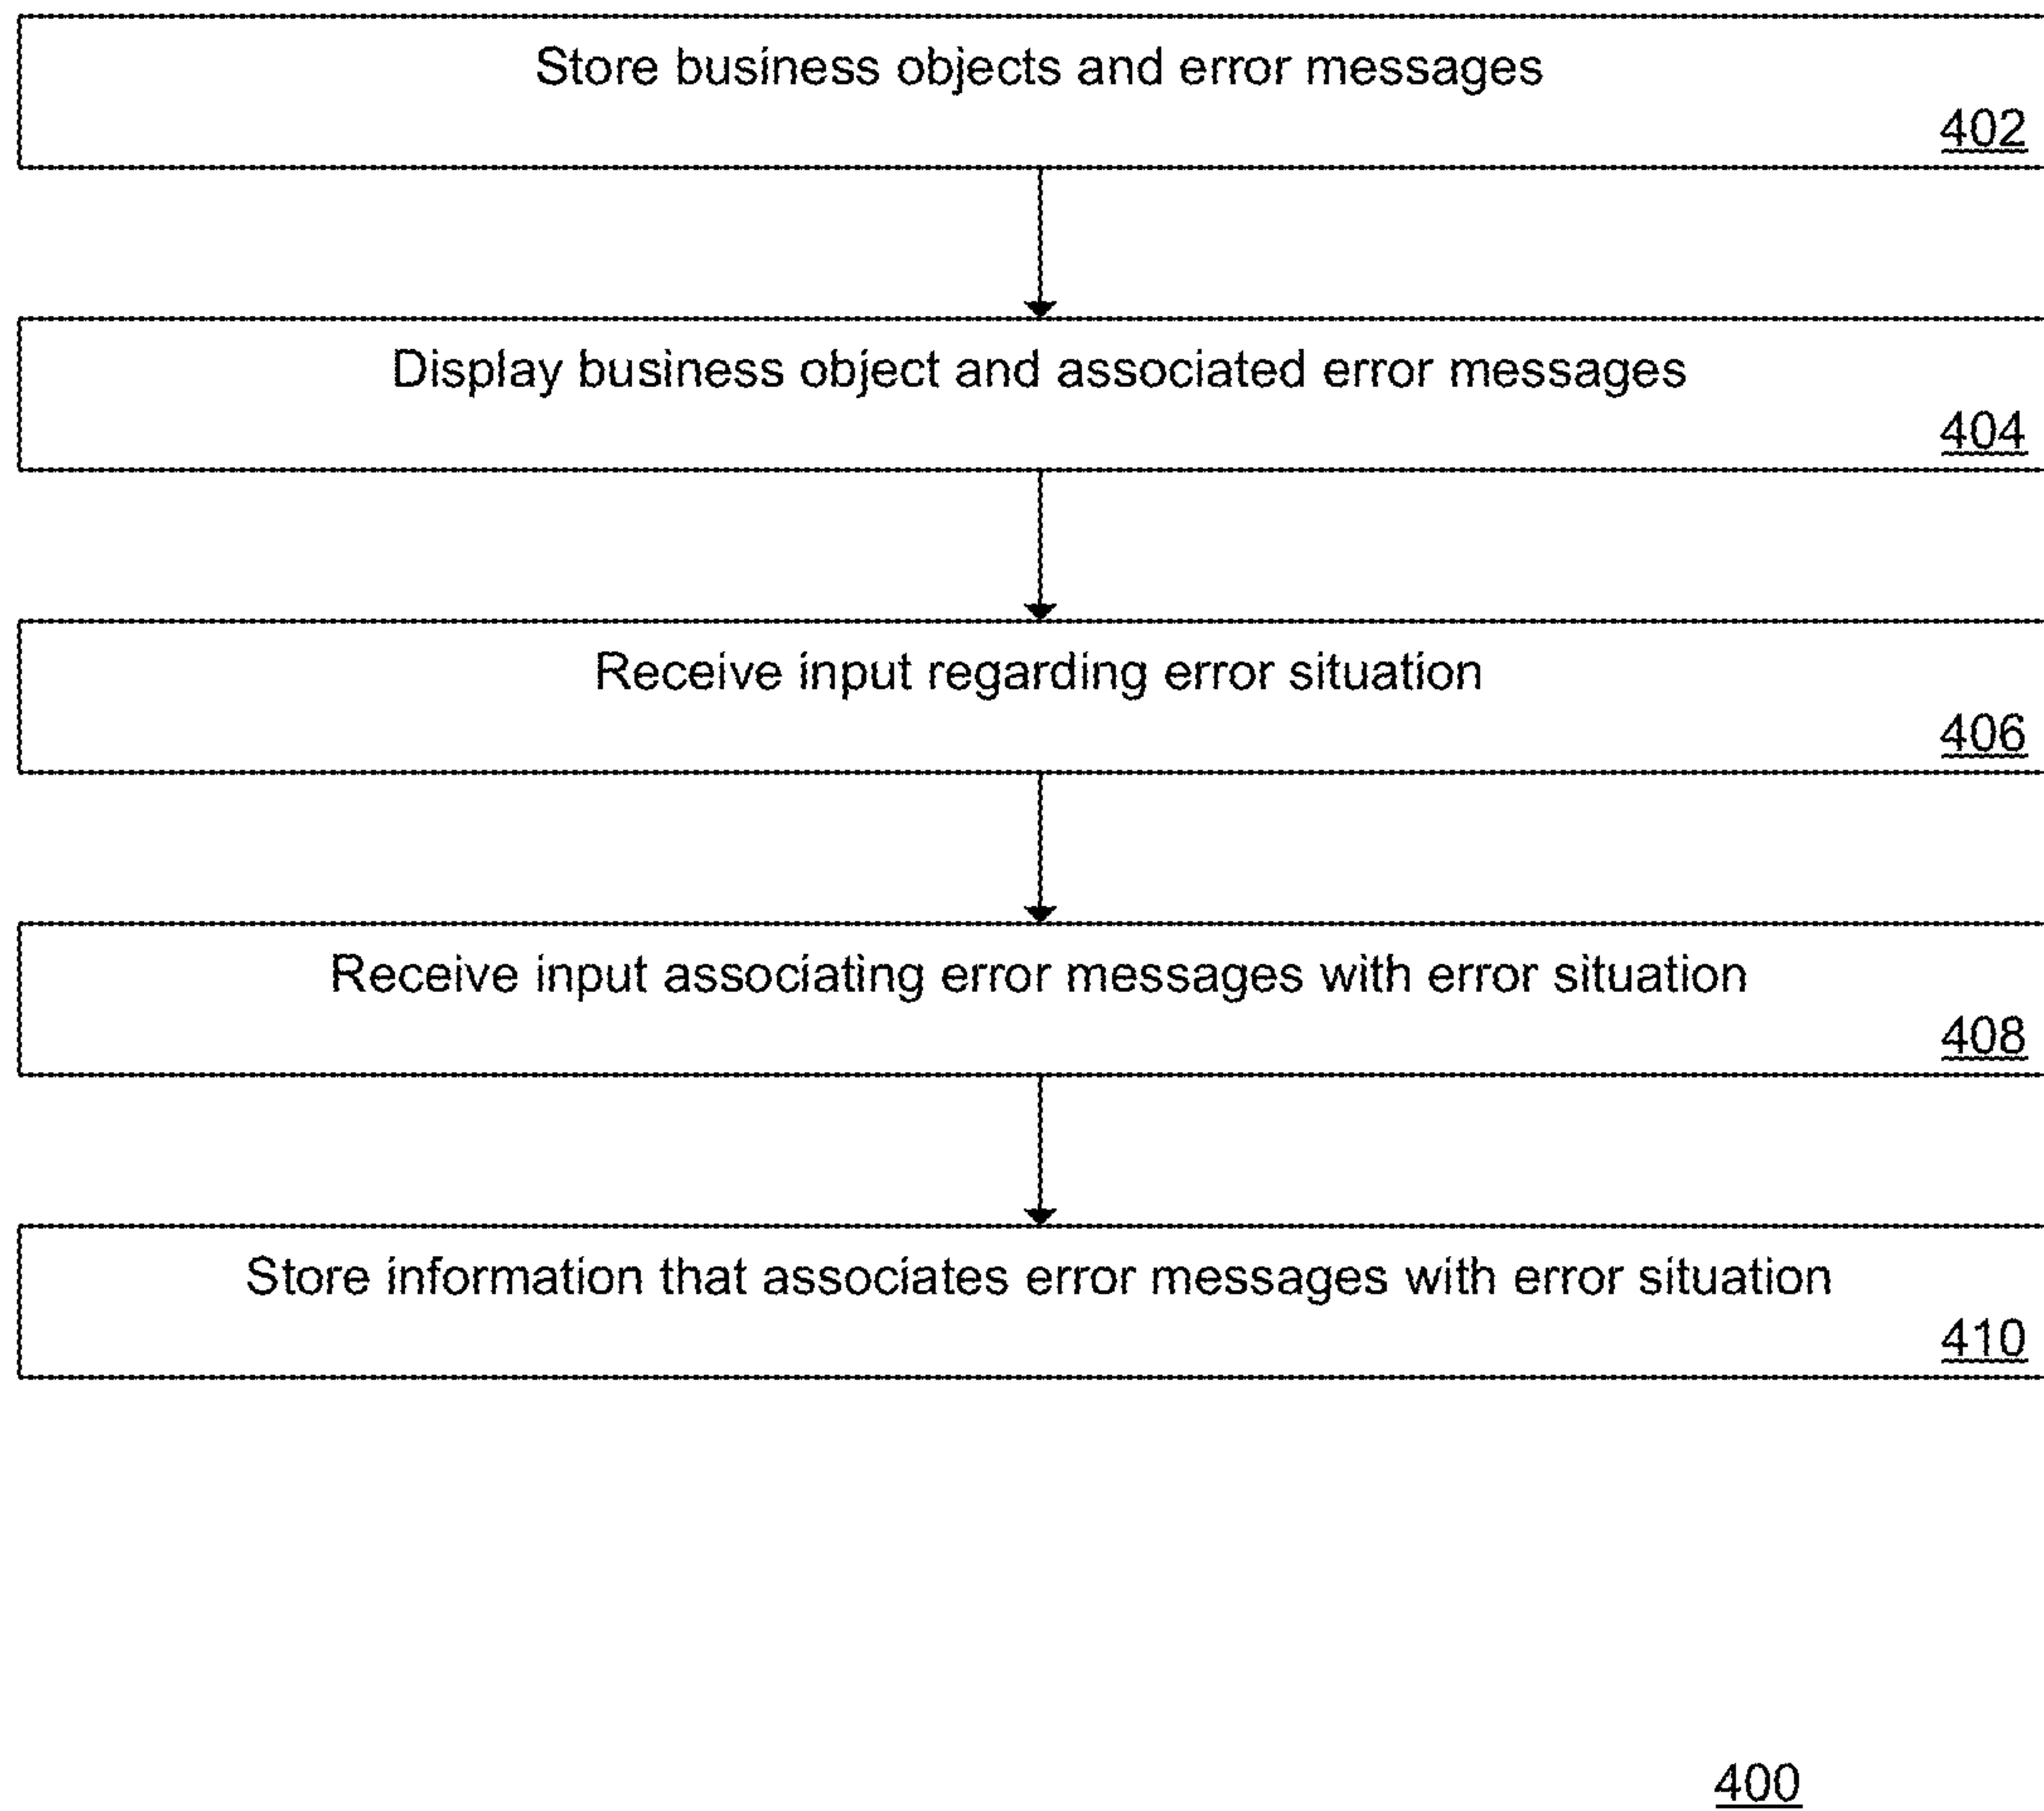 Store business objects and error messages
402
Display business object and associated error messages
404
Receive input regarding error situation
406
Receive input associating error messages with error situation
408
Store information that associates error messages with error situation
410
400